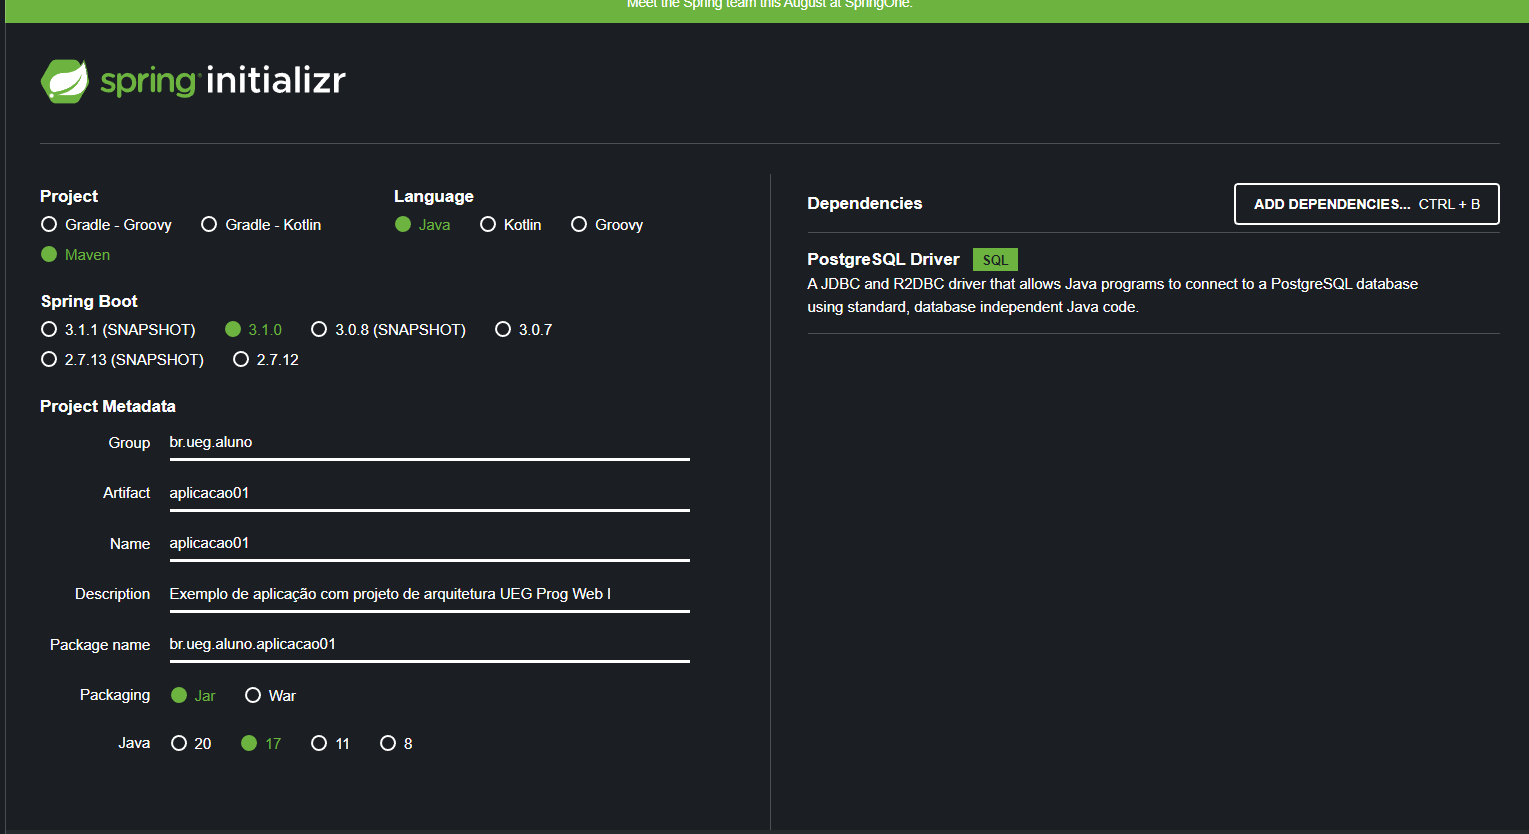 Meet the Spring team this August at SpringOne.
spring initializr
Project
Gradle - Groovy Gradle - Kotlin
Maven
Language
Java Kotlin Groovy
Spring Boot
3.1.1 (SNAPSHOT) 3.1.0 3.0.8 (SNAPSHOT) 3.0.7
2.7.13 (SNAPSHOT) 2.7.12
Project Metadata
Group br.ueg.aluno
Artifact aplicacao01
Name aplicacao01
Description Exemplo de aplicação com projeto de arquitetura UEG Prog Web I
Package name br.ueg.aluno.aplicacao01
Packaging Jar War
Java 20 17 11 8
Dependencies
ADD DEPENDENCIES... CTRL + B
PostgreSQL Driver SQL
A JDBC and R2DBC driver that allows Java programs to connect to a PostgreSQL database
using standard, database independent Java code.